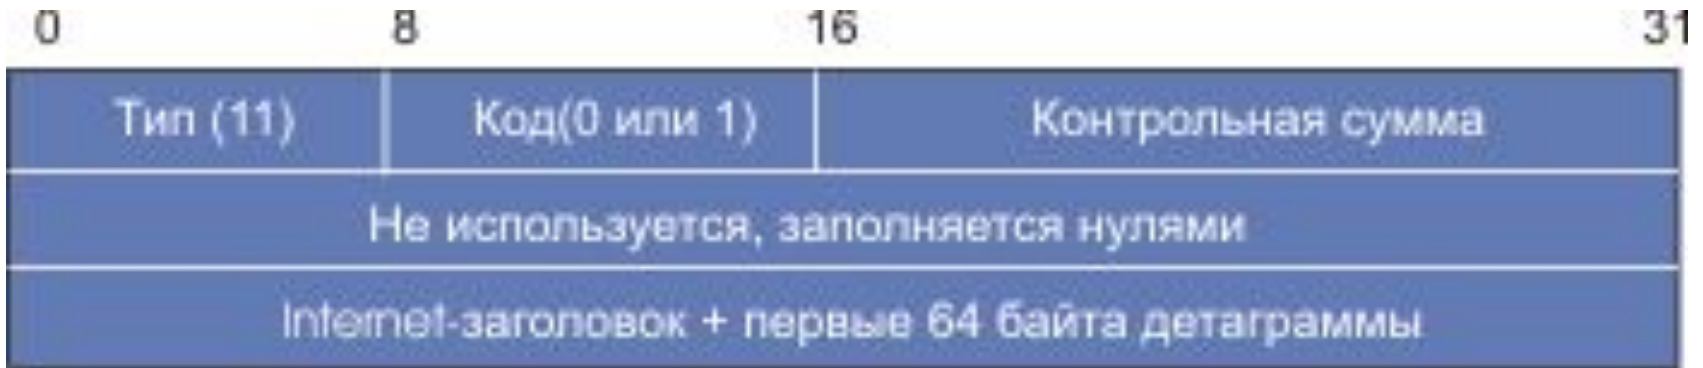 0 8 16 31
Тип (11) Код(0 или 1) Контрольная сумма
Не используется, заполняется нулями
Internet-заголовок + первые 64 байта детаграммы